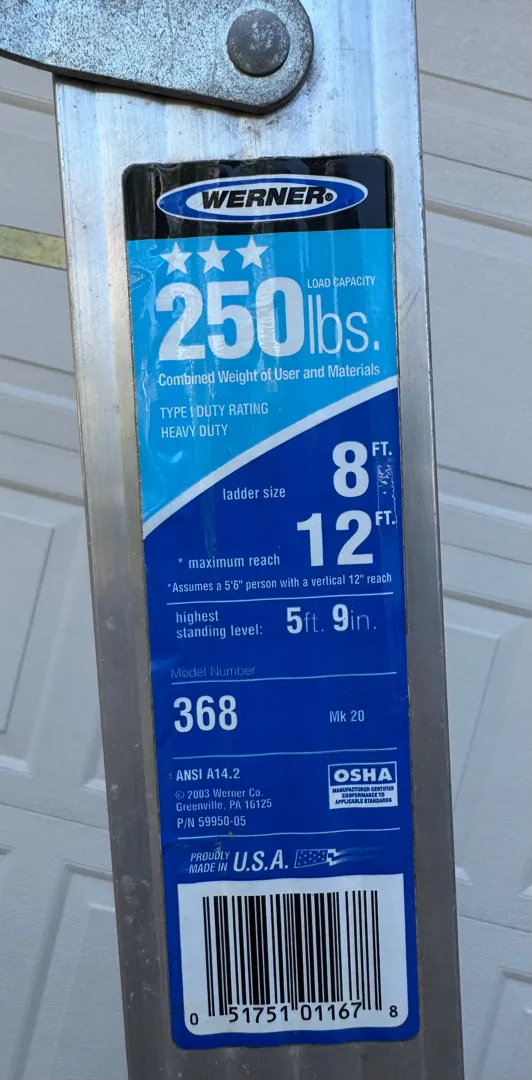 WERNER®
LOAD CAPACITY
250 lbs.
Combined Weight of User and Materials
TYPE I DUTY RATING
HEAVY DUTY
ladder size 8 FT.
* maximum reach 12 FT.
*Assumes a 5'6" person with a vertical 12" reach
highest
standing level: 5ft. 9in.
Model Number
368 Mk 20
ANSI A14.2
© 2003 Werner Co.
Greenville, PA 16125
P/N 59950-05
OSHA
MANUFACTURER CERTIFIES
CONFORMANCE TO
APPLICABLE STANDARDS
PROUDLY
MADE IN U.S.A.
0 51751 01167 8